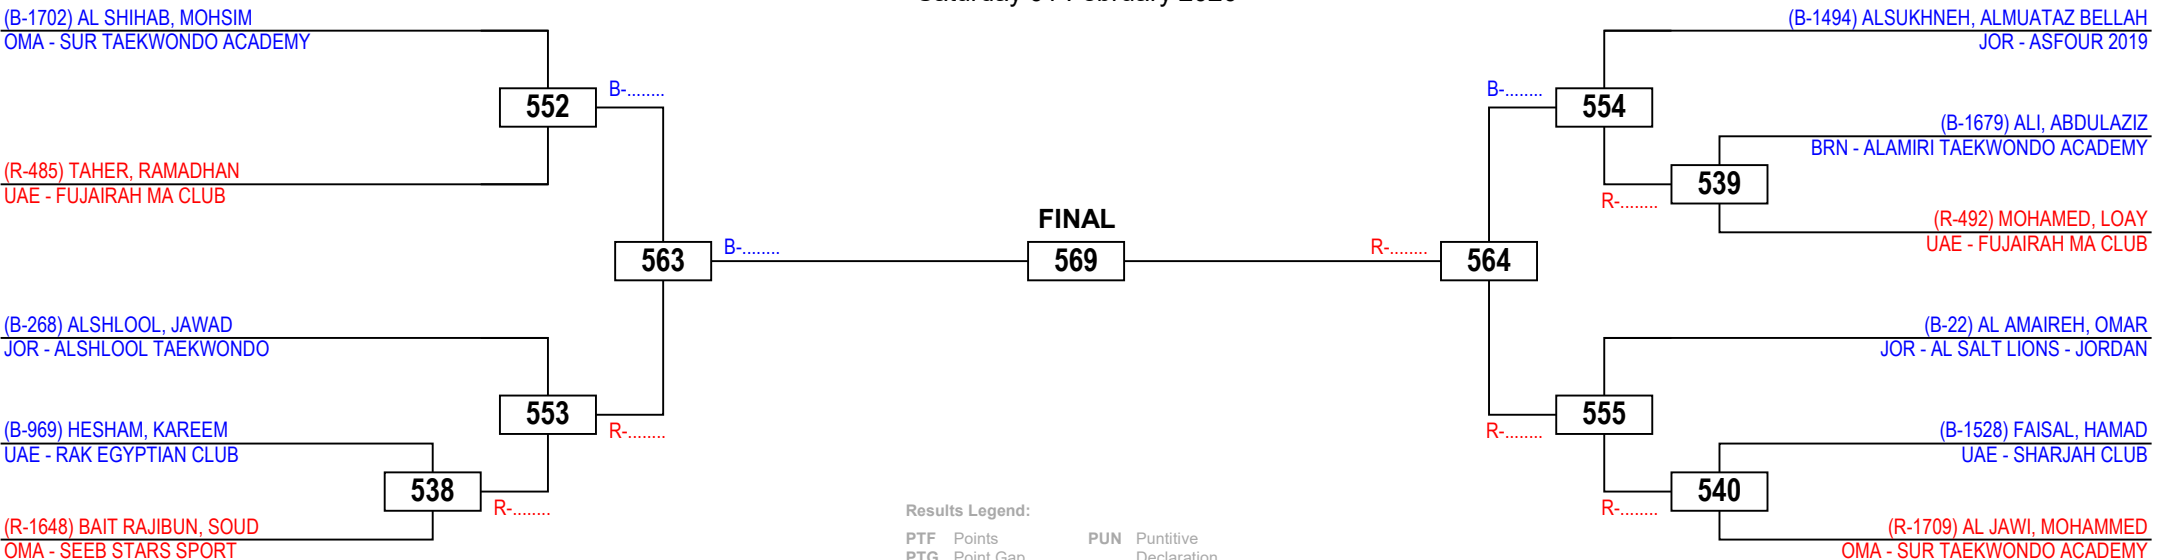 (B-1702) AL SHIHAB, MOHSIM
OMA - SUR TAEKWONDO ACADEMY
552
B-........
(R-485) TAHER, RAMADHAN
UAE - FUJAIRAH MA CLUB
563
B-........
(B-268) ALSHLOOL, JAWAD
JOR - ALSHLOOL TAEKWONDO
553
R-........
(B-969) HESHAM, KAREEM
UAE - RAK EGYPTIAN CLUB
538
R-........
(R-1648) BAIT RAJIBUN, SOUD
OMA - SEEB STARS SPORT
FINAL
569
(B-1494) ALSUKHNEH, ALMUATAZ BELLAH
JOR - ASFOUR 2019
B-........
554
(B-1679) ALI, ABDULAZIZ
BRN - ALAMIRI TAEKWONDO ACADEMY
539
R-........
(R-492) MOHAMED, LOAY
UAE - FUJAIRAH MA CLUB
R-........
564
(B-22) AL AMAIREH, OMAR
JOR - AL SALT LIONS - JORDAN
555
R-........
(B-1528) FAISAL, HAMAD
UAE - SHARJAH CLUB
540
R-........
(R-1709) AL JAWI, MOHAMMED
OMA - SUR TAEKWONDO ACADEMY
Results Legend:
PTF Points PUN Puntitive
PTG Point Gap Declaration